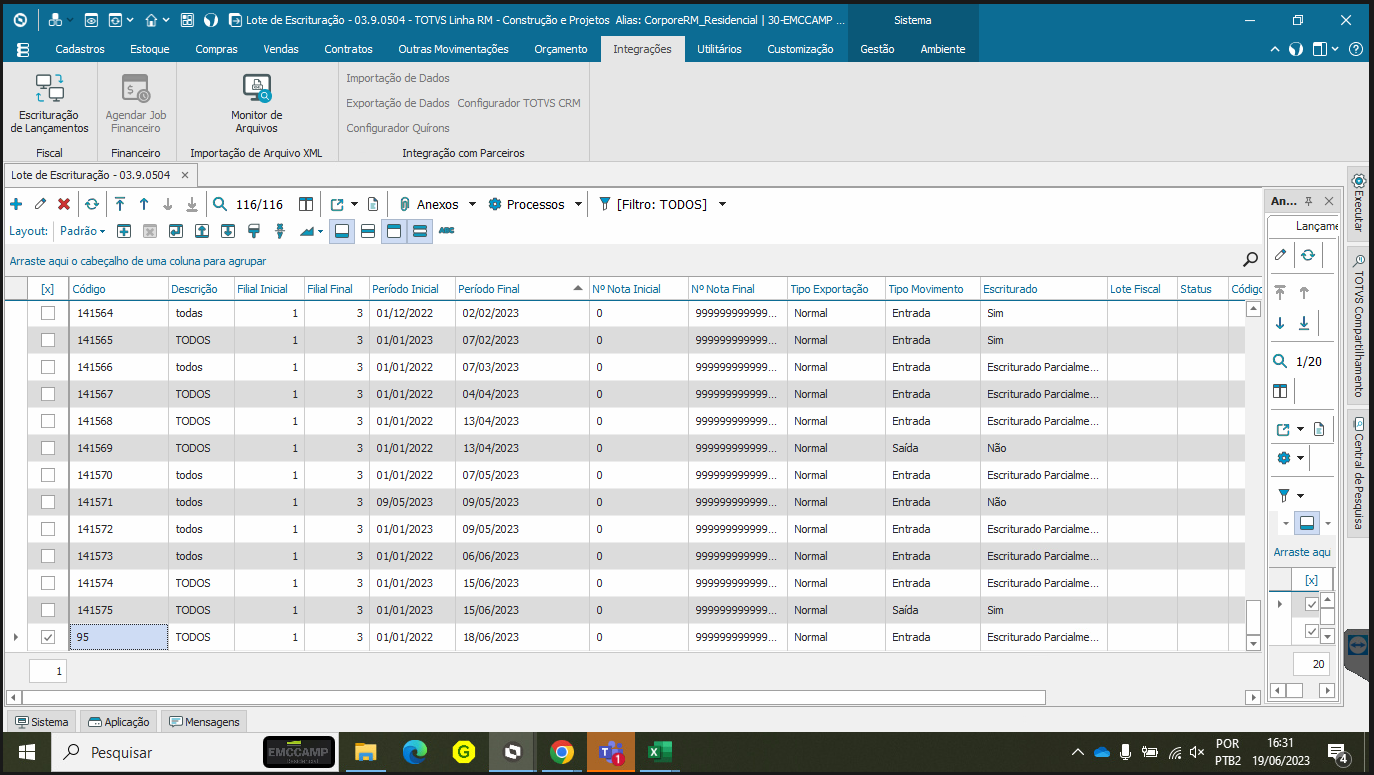 Lote de Escrituração - 03.9.0504 - TOTVS Linha RM - Construção e Projetos Alias: CorporeRM_Residencial | 30-EMCCAMP ...
Sistema
Cadastros Estoque Compras Vendas Contratos Outras Movimentações Orçamento Integrações Utilitários Customização Gestão Ambiente
Importação de Dados
Exportação de Dados Configurador TOTVS CRM
Configurador Quírons
Escrituração
de Lançamentos
Agendar Job
Financeiro
Monitor de
Arquivos
Fiscal Financeiro Importação de Arquivo XML Integração com Parceiros
Lote de Escrituração - 03.9.0504
116/116 Anexos Processos [Filtro: TODOS]
Layout: Padrão ABC
Arraste aqui o cabeçalho de uma coluna para agrupar
[x] Código Descrição Filial Inicial Filial Final Período Inicial Período Final Nº Nota Inicial Nº Nota Final Tipo Exportação Tipo Movimento Escriturado Lote Fiscal Status Código
141564 todas 1 3 01/12/2022 02/02/2023 0 999999999999... Normal Entrada Sim
141565 TODOS 1 3 01/01/2023 07/02/2023 0 999999999999... Normal Entrada Sim
141566 todos 1 3 01/01/2022 07/03/2023 0 999999999999... Normal Entrada Escriturado Parcialme...
141567 TODOS 1 3 01/01/2022 04/04/2023 0 999999999999... Normal Entrada Escriturado Parcialme...
141568 TODOS 1 3 01/01/2022 13/04/2023 0 999999999999... Normal Entrada Escriturado Parcialme...
141569 TODOS 1 3 01/01/2022 13/04/2023 0 999999999999... Normal Saída Não
141570 todos 1 3 01/01/2022 07/05/2023 0 999999999999... Normal Entrada Escriturado Parcialme...
141571 todos 1 3 09/05/2023 09/05/2023 0 999999999999... Normal Entrada Não
141572 todos 1 3 01/01/2023 09/05/2023 0 999999999999... Normal Entrada Escriturado Parcialme...
141573 todos 1 3 01/01/2022 06/06/2023 0 999999999999... Normal Entrada Escriturado Parcialme...
141574 TODOS 1 3 01/01/2023 15/06/2023 0 999999999999... Normal Entrada Escriturado Parcialme...
141575 TODOS 1 3 01/01/2023 15/06/2023 0 999999999999... Normal Saída Sim
95 TODOS 1 3 01/01/2022 18/06/2023 0 999999999999... Normal Entrada Escriturado Parcialme...
1
An...
Lançame
1/20
Arraste aqu
[x]
20
Executar
TOTVS Compartilhamento
Central de Pesquisa
Sistema Aplicação Mensagens
Pesquisar
EMCCAMP
Residencial
G
1
POR
PTB2
16:31
19/06/2023
4